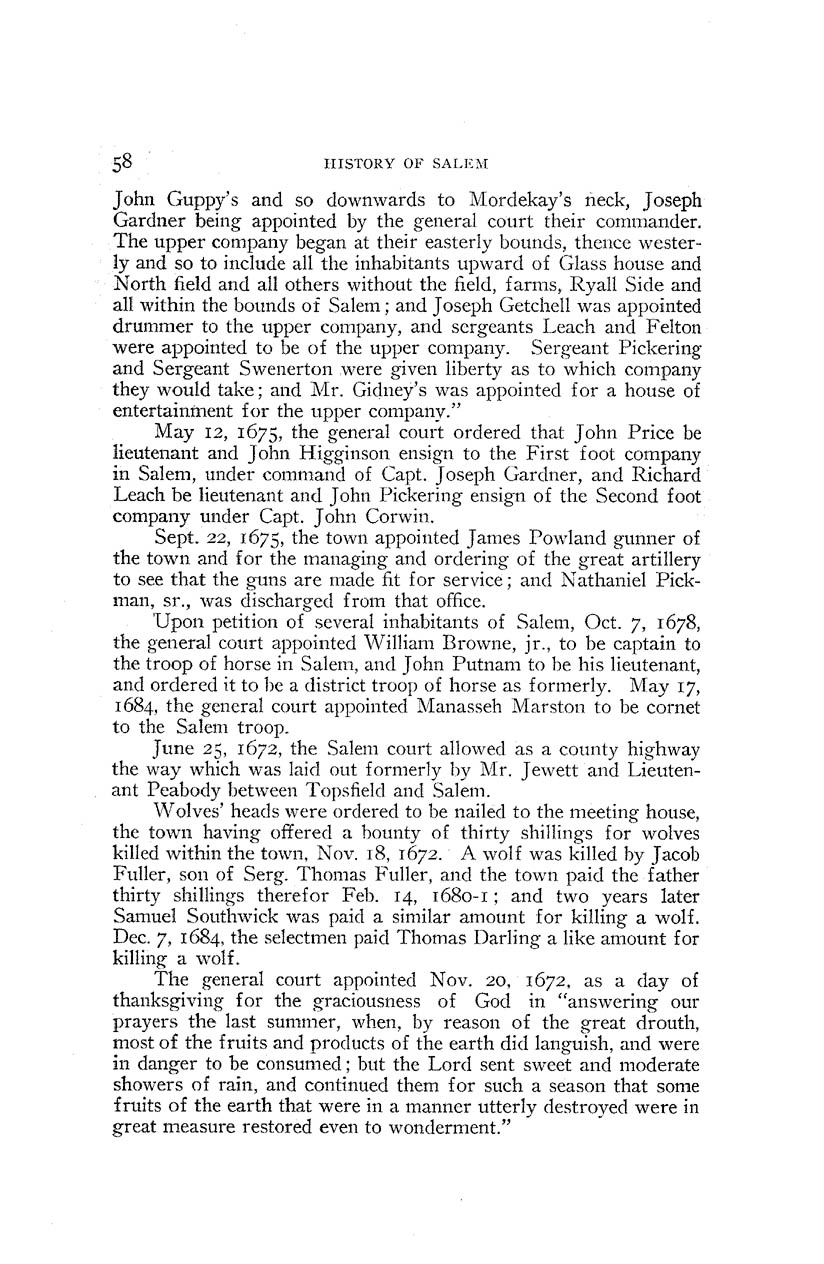 58 HISTORY OF SALEM
John Guppy's and so downwards to Mordekay's neck, Joseph
Gardner being appointed by the general court their commander.
The upper company began at their easterly bounds, thence wester-
ly and so to include all the inhabitants upward of Glass house and
North field and all others without the field, farms, Ryall Side and
all within the bounds of Salem; and Joseph Getchell was appointed
drummer to the upper company, and sergeants Leach and Felton
were appointed to be of the upper company. Sergeant Pickering
and Sergeant Swenerton were given liberty as to which company
they would take; and Mr. Gidney's was appointed for a house of
entertainment for the upper company."
May 12, 1675, the general court ordered that John Price be
lieutenant and John Higginson ensign to the First foot company
in Salem, under command of Capt. Joseph Gardner, and Richard
Leach be lieutenant and John Pickering ensign of the Second foot
company under Capt. John Corwin.
Sept. 22, 1675, the town appointed James Powland gunner of
the town and for the managing and ordering of the great artillery
to see that the guns are made fit for service; and Nathaniel Pick-
man, sr., was discharged from that office.
Upon petition of several inhabitants of Salem, Oct. 7, 1678,
the general court appointed William Browne, jr., to be captain to
the troop of horse in Salem, and John Putnam to be his lieutenant,
and ordered it to be a district troop of horse as formerly. May 17,
1684, the general court appointed Manasseh Marston to be cornet
to the Salem troop.
June 25, 1672, the Salem court allowed as a county highway
the way which was laid out formerly by Mr. Jewett and Lieuten-
ant Peabody between Topsfield and Salem.
Wolves' heads were ordered to be nailed to the meeting house,
the town having offered a bounty of thirty shillings for wolves
killed within the town, Nov. 18, 1672. A wolf was killed by Jacob
Fuller, son of Serg. Thomas Fuller, and the town paid the father
thirty shillings therefor Feb. 14, 1680-1; and two years later
Samuel Southwick was paid a similar amount for killing a wolf.
Dec. 7, 1684, the selectmen paid Thomas Darling a like amount for
killing a wolf.
The general court appointed Nov. 20, 1672, as a day of
thanksgiving for the graciousness of God in "answering our
prayers the last summer, when, by reason of the great drouth,
most of the fruits and products of the earth did languish, and were
in danger to be consumed; but the Lord sent sweet and moderate
showers of rain, and continued them for such a season that some
fruits of the earth that were in a manner utterly destroyed were in
great measure restored even to wonderment."